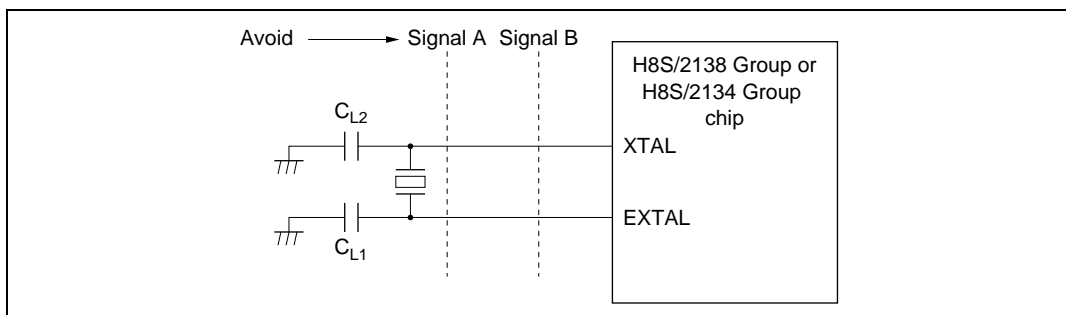 Avoid
Signal A
Signal B
H8S/2138 Group or
H8S/2134 Group
chip
CL2
XTAL
EXTAL
CL1